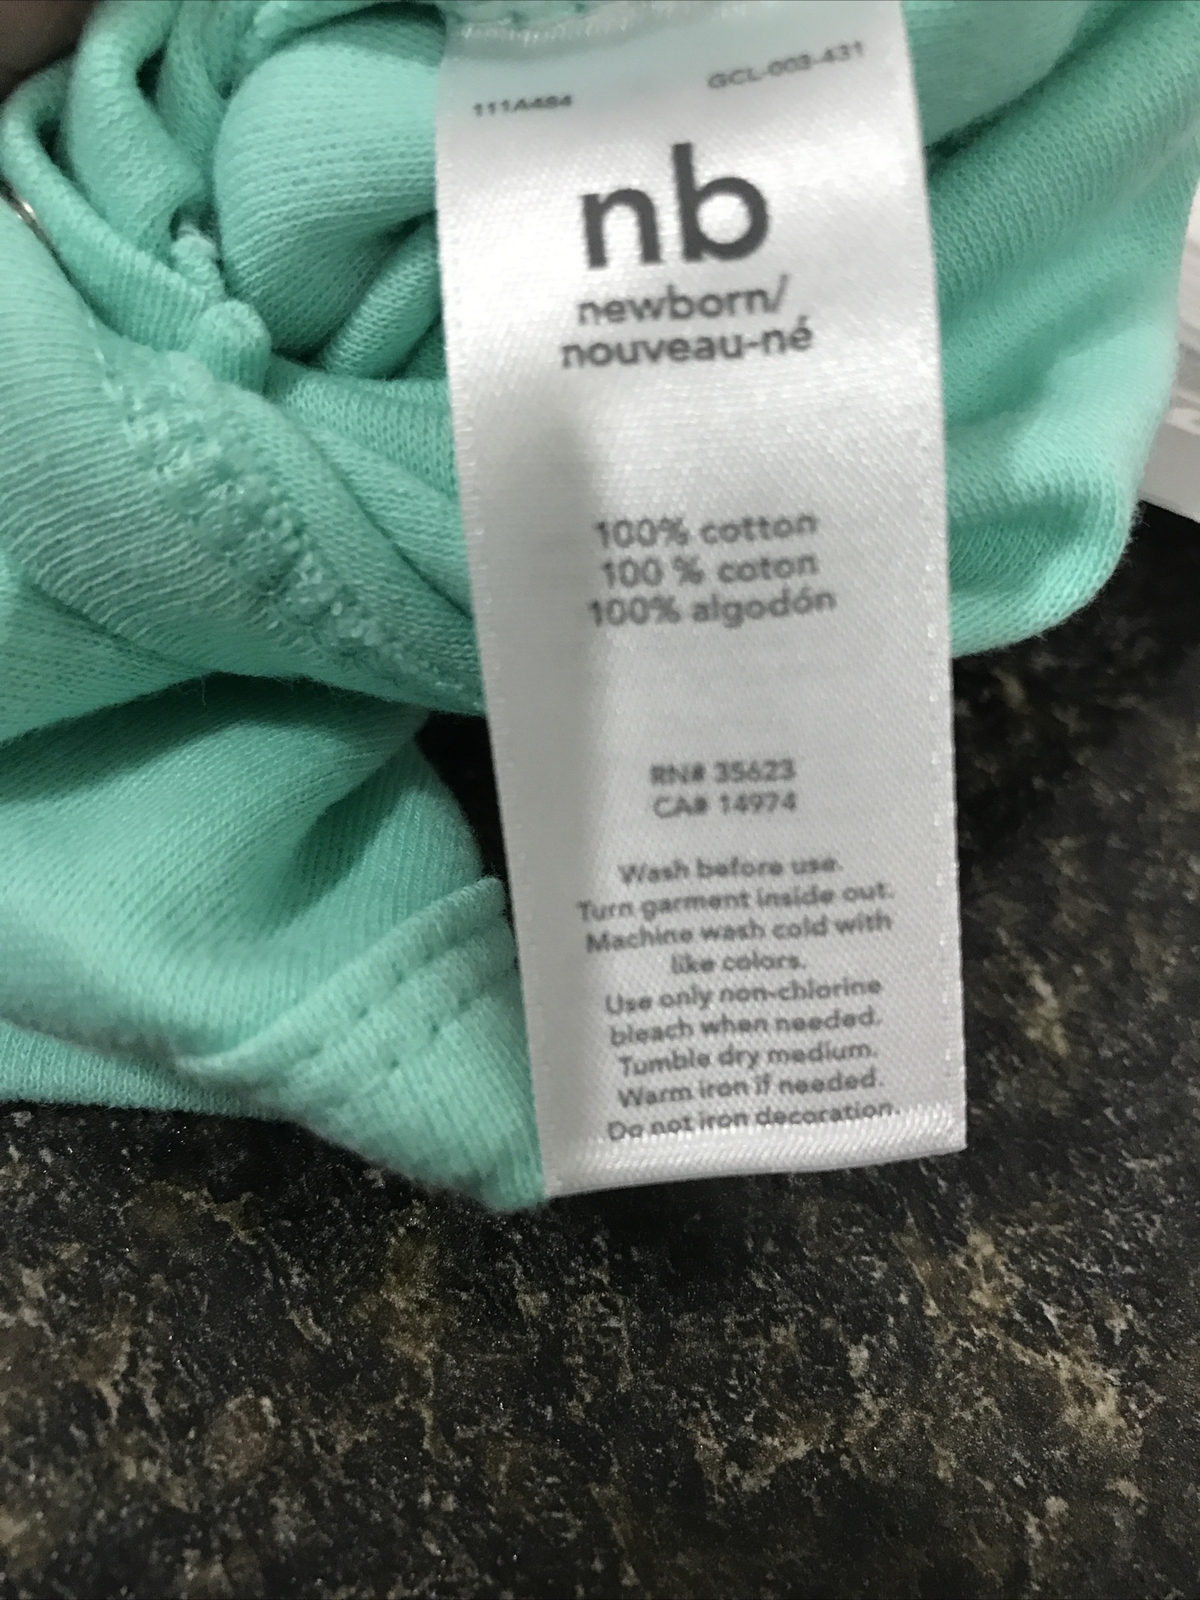 111A484
GCL-003-431
nb
newborn/
nouveau-né
100% cotton
100 % coton
100% algodón
RN# 35623
CA# 14974
Wash before use.
Turn garment inside out.
Machine wash cold with
like colors.
Use only non-chlorine
bleach when needed.
Tumble dry medium.
Warm iron if needed.
Do not iron decoration.